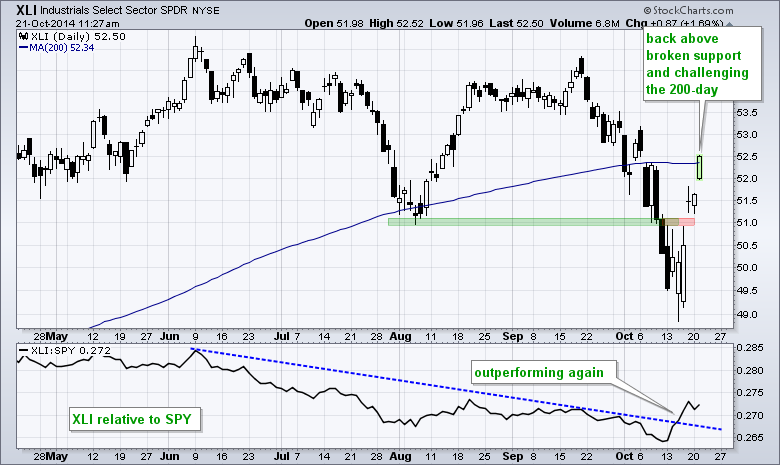 XLI Industrials Select Sector SPDR NYSE
© StockCharts.com
21-Oct-2014 11:27am
Open 51.98 High 52.52 Low 51.96 Last 52.50 Volume 6.8M Chg +0.87 (+1.69%)
XLI (Daily) 52.50
MA(200) 52.34
back above
broken support
and challenging
the 200-day
53.5
53.0
52.5
52.0
51.5
51.0
50.5
50.0
49.5
49.0
28 May 12 19 27 Jun 9 16 23 Jul 7 14 21 28 Aug 11 18 25 Sep 8 15 22 Oct 6 13 20 27
XLI:SPY 0.272
0.285
0.280
0.275
0.270
0.265
outperforming again
XLI relative to SPY
28 May 12 19 27 Jun 9 16 23 Jul 7 14 21 28 Aug 11 18 25 Sep 8 15 22 Oct 6 13 20 27